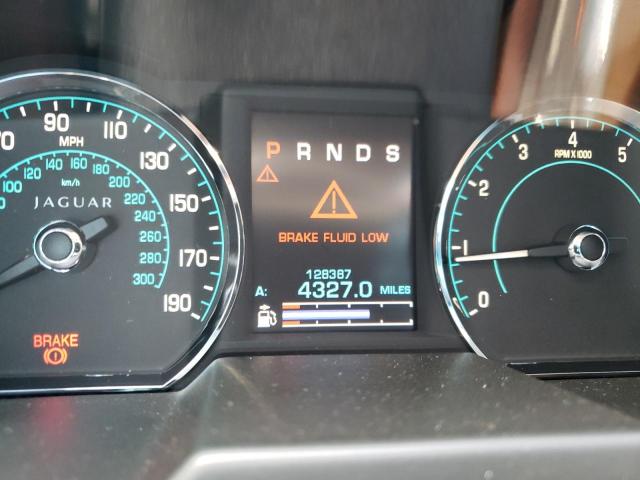 70 90 110 130 150 170 190
MPH
100 120 140 160 180 200 220 240 260 280 300
km/h
JAGUAR
BRAKE
P R N D S
BRAKE FLUID LOW
128387
A: 4327.0 MILES
0 1 2 3 4 5
RPM X 1000